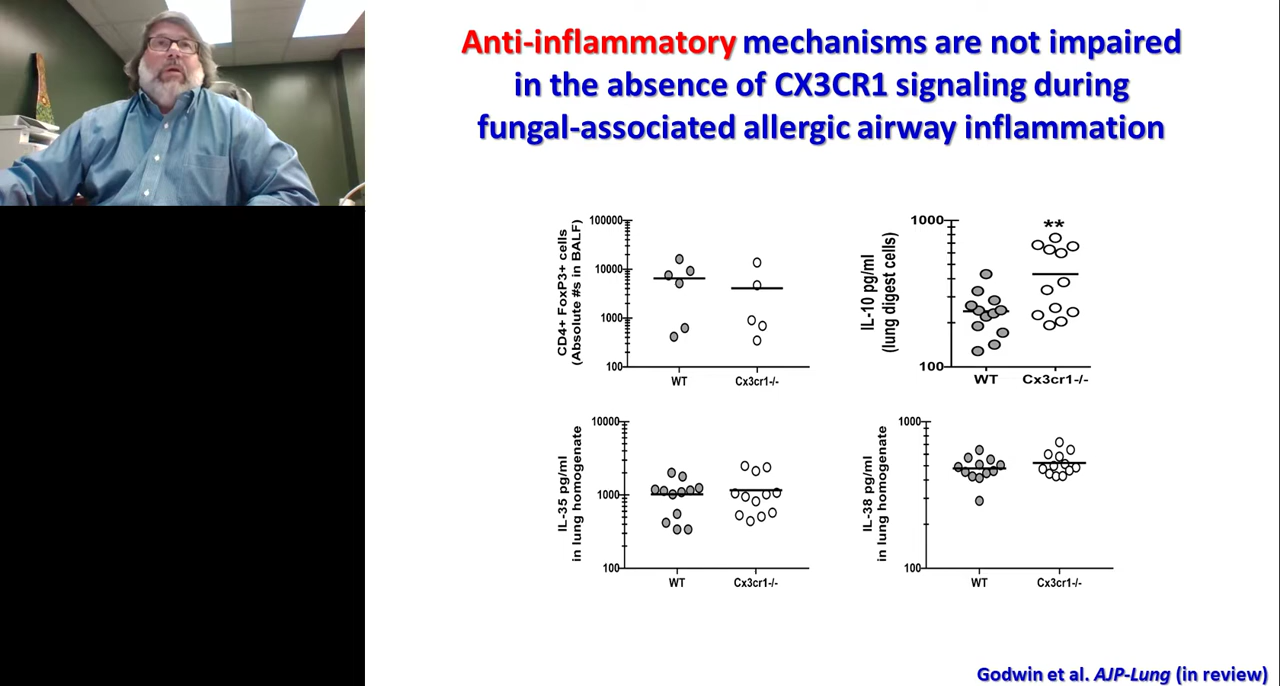 Anti-inflammatory mechanisms are not impaired
in the absence of CX3CR1 signaling during
fungal-associated allergic airway inflammation
CD4+ FoxP3+ cells
(Absolute #s in BALF)
100000
10000
1000
100
WT
Cx3cr1-/-
IL-10 pg/ml
(lung digest cells)
1000
100
**
WT
Cx3cr1-/-
IL-35 pg/ml
in lung homogenate
10000
1000
100
WT
Cx3cr1-/-
IL-38 pg/ml
in lung homogenate
1000
100
WT
Cx3cr1-/-
Godwin et al. AJP-Lung (in review)